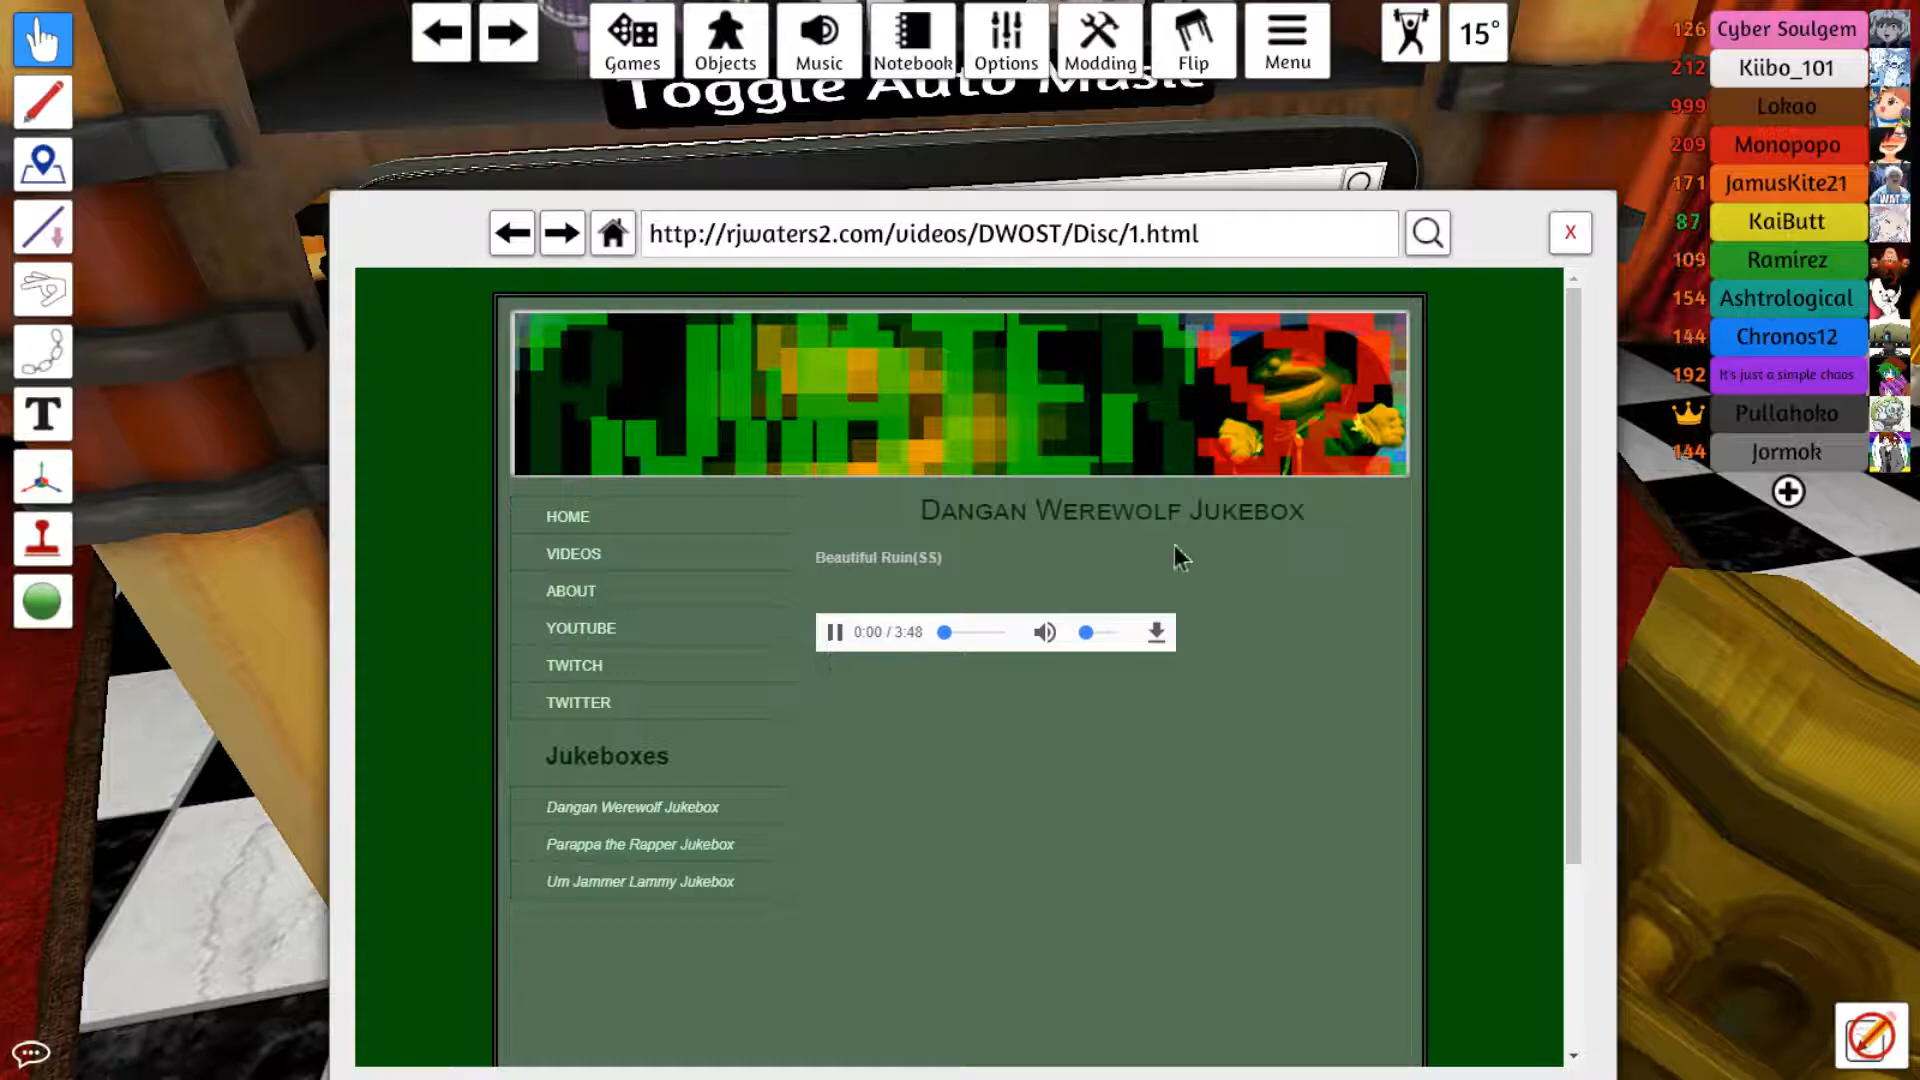 Games
Objects
Music
Notebook
Options
Modding
Flip
Menu
15°
Toggle Auto Music
126 Cyber Soulgem
212 Kiibo_101
999 Lokao
209 Monopopo
171 JamusKite21
87 KaiButt
109 Ramirez
154 Ashtrological
144 Chronos12
192 It's just a simple chaos
Pullahoko
144 Jormok
T
http://rjwaters2.com/videos/DWOST/Disc/1.html
X
HOME
VIDEOS
ABOUT
YOUTUBE
TWITCH
TWITTER
Jukeboxes
Dangan Werewolf Jukebox
Parappa the Rapper Jukebox
Um Jammer Lammy Jukebox
Dangan Werewolf Jukebox
Beautiful Ruin(SS)
0:00 / 3:48